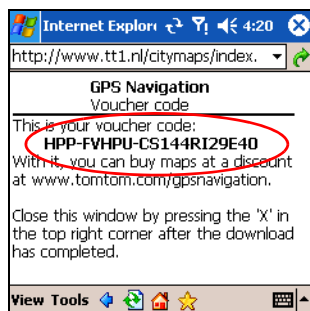 Internet Explor 4:20
http://www.tt1.nl/citymaps/index.
GPS Navigation
Voucher code
This is your voucher code:
HPP-FVHPU-CS144RI29E40
With it, you can buy maps at a discount
at www.tomtom.com/gpsnavigation.
Close this window by pressing the 'X' in
the top right corner after the download
has completed.
View Tools